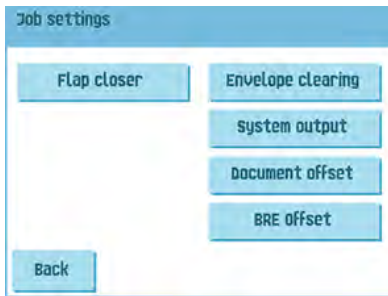 Job settings
Flap closer
Envelope clearing
System output
Document offset
BRE Offset
Back